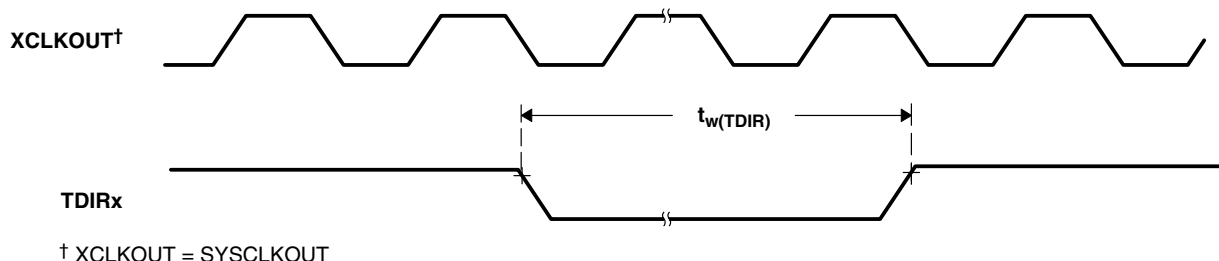 XCLKOUT†
tw(TDIR)
TDIRx
† XCLKOUT = SYSCLKOUT